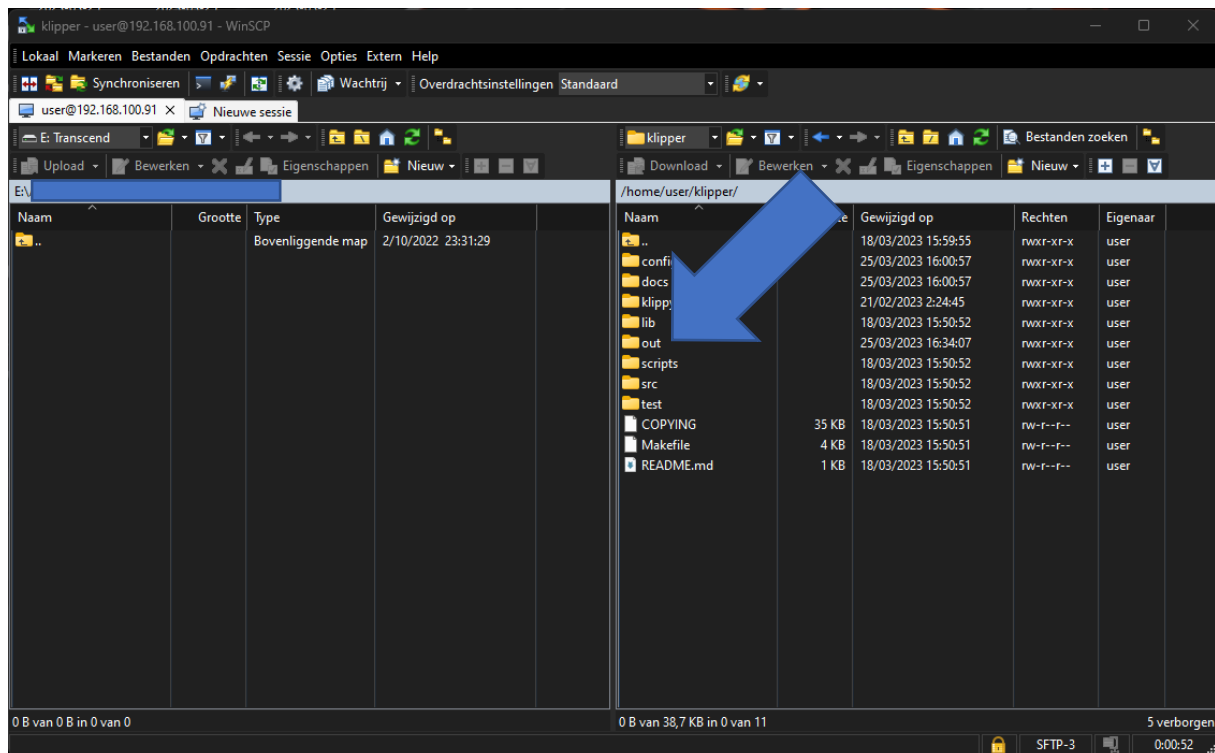 klipper - user@192.168.100.91 - WinSCP
Lokaal Markeren Bestanden Opdrachten Sessie Opties Extern Help
Synchroniseren Wachtrij Overdrachtsinstellingen Standaard
user@192.168.100.91 Nieuwe sessie
E: Transcend
Upload Bewerken Eigenschappen Nieuw
E:\
Naam Grootte Type Gewijzigd op
.. Bovenliggende map 2/10/2022 23:31:29
0 B van 0 B in 0 van 0
klipper Bestanden zoeken
Download Bewerken Eigenschappen Nieuw
/home/user/klipper/
Naam Gewijzigd op Rechten Eigenaar
.. 18/03/2023 15:59:55 rwxr-xr-x user
25/03/2023 16:00:57 rwxr-xr-x user
docs 25/03/2023 16:00:57 rwxr-xr-x user
21/02/2023 2:24:45 rwxr-xr-x user
lib 18/03/2023 15:50:52 rwxr-xr-x user
out 25/03/2023 16:34:07 rwxr-xr-x user
scripts 18/03/2023 15:50:52 rwxr-xr-x user
src 18/03/2023 15:50:52 rwxr-xr-x user
test 18/03/2023 15:50:52 rwxr-xr-x user
COPYING 35 KB 18/03/2023 15:50:51 rw-r--r-- user
Makefile 4 KB 18/03/2023 15:50:51 rw-r--r-- user
README.md 1 KB 18/03/2023 15:50:51 rw-r--r-- user
0 B van 38,7 KB in 0 van 11 5 verborgen
SFTP-3 0:00:52